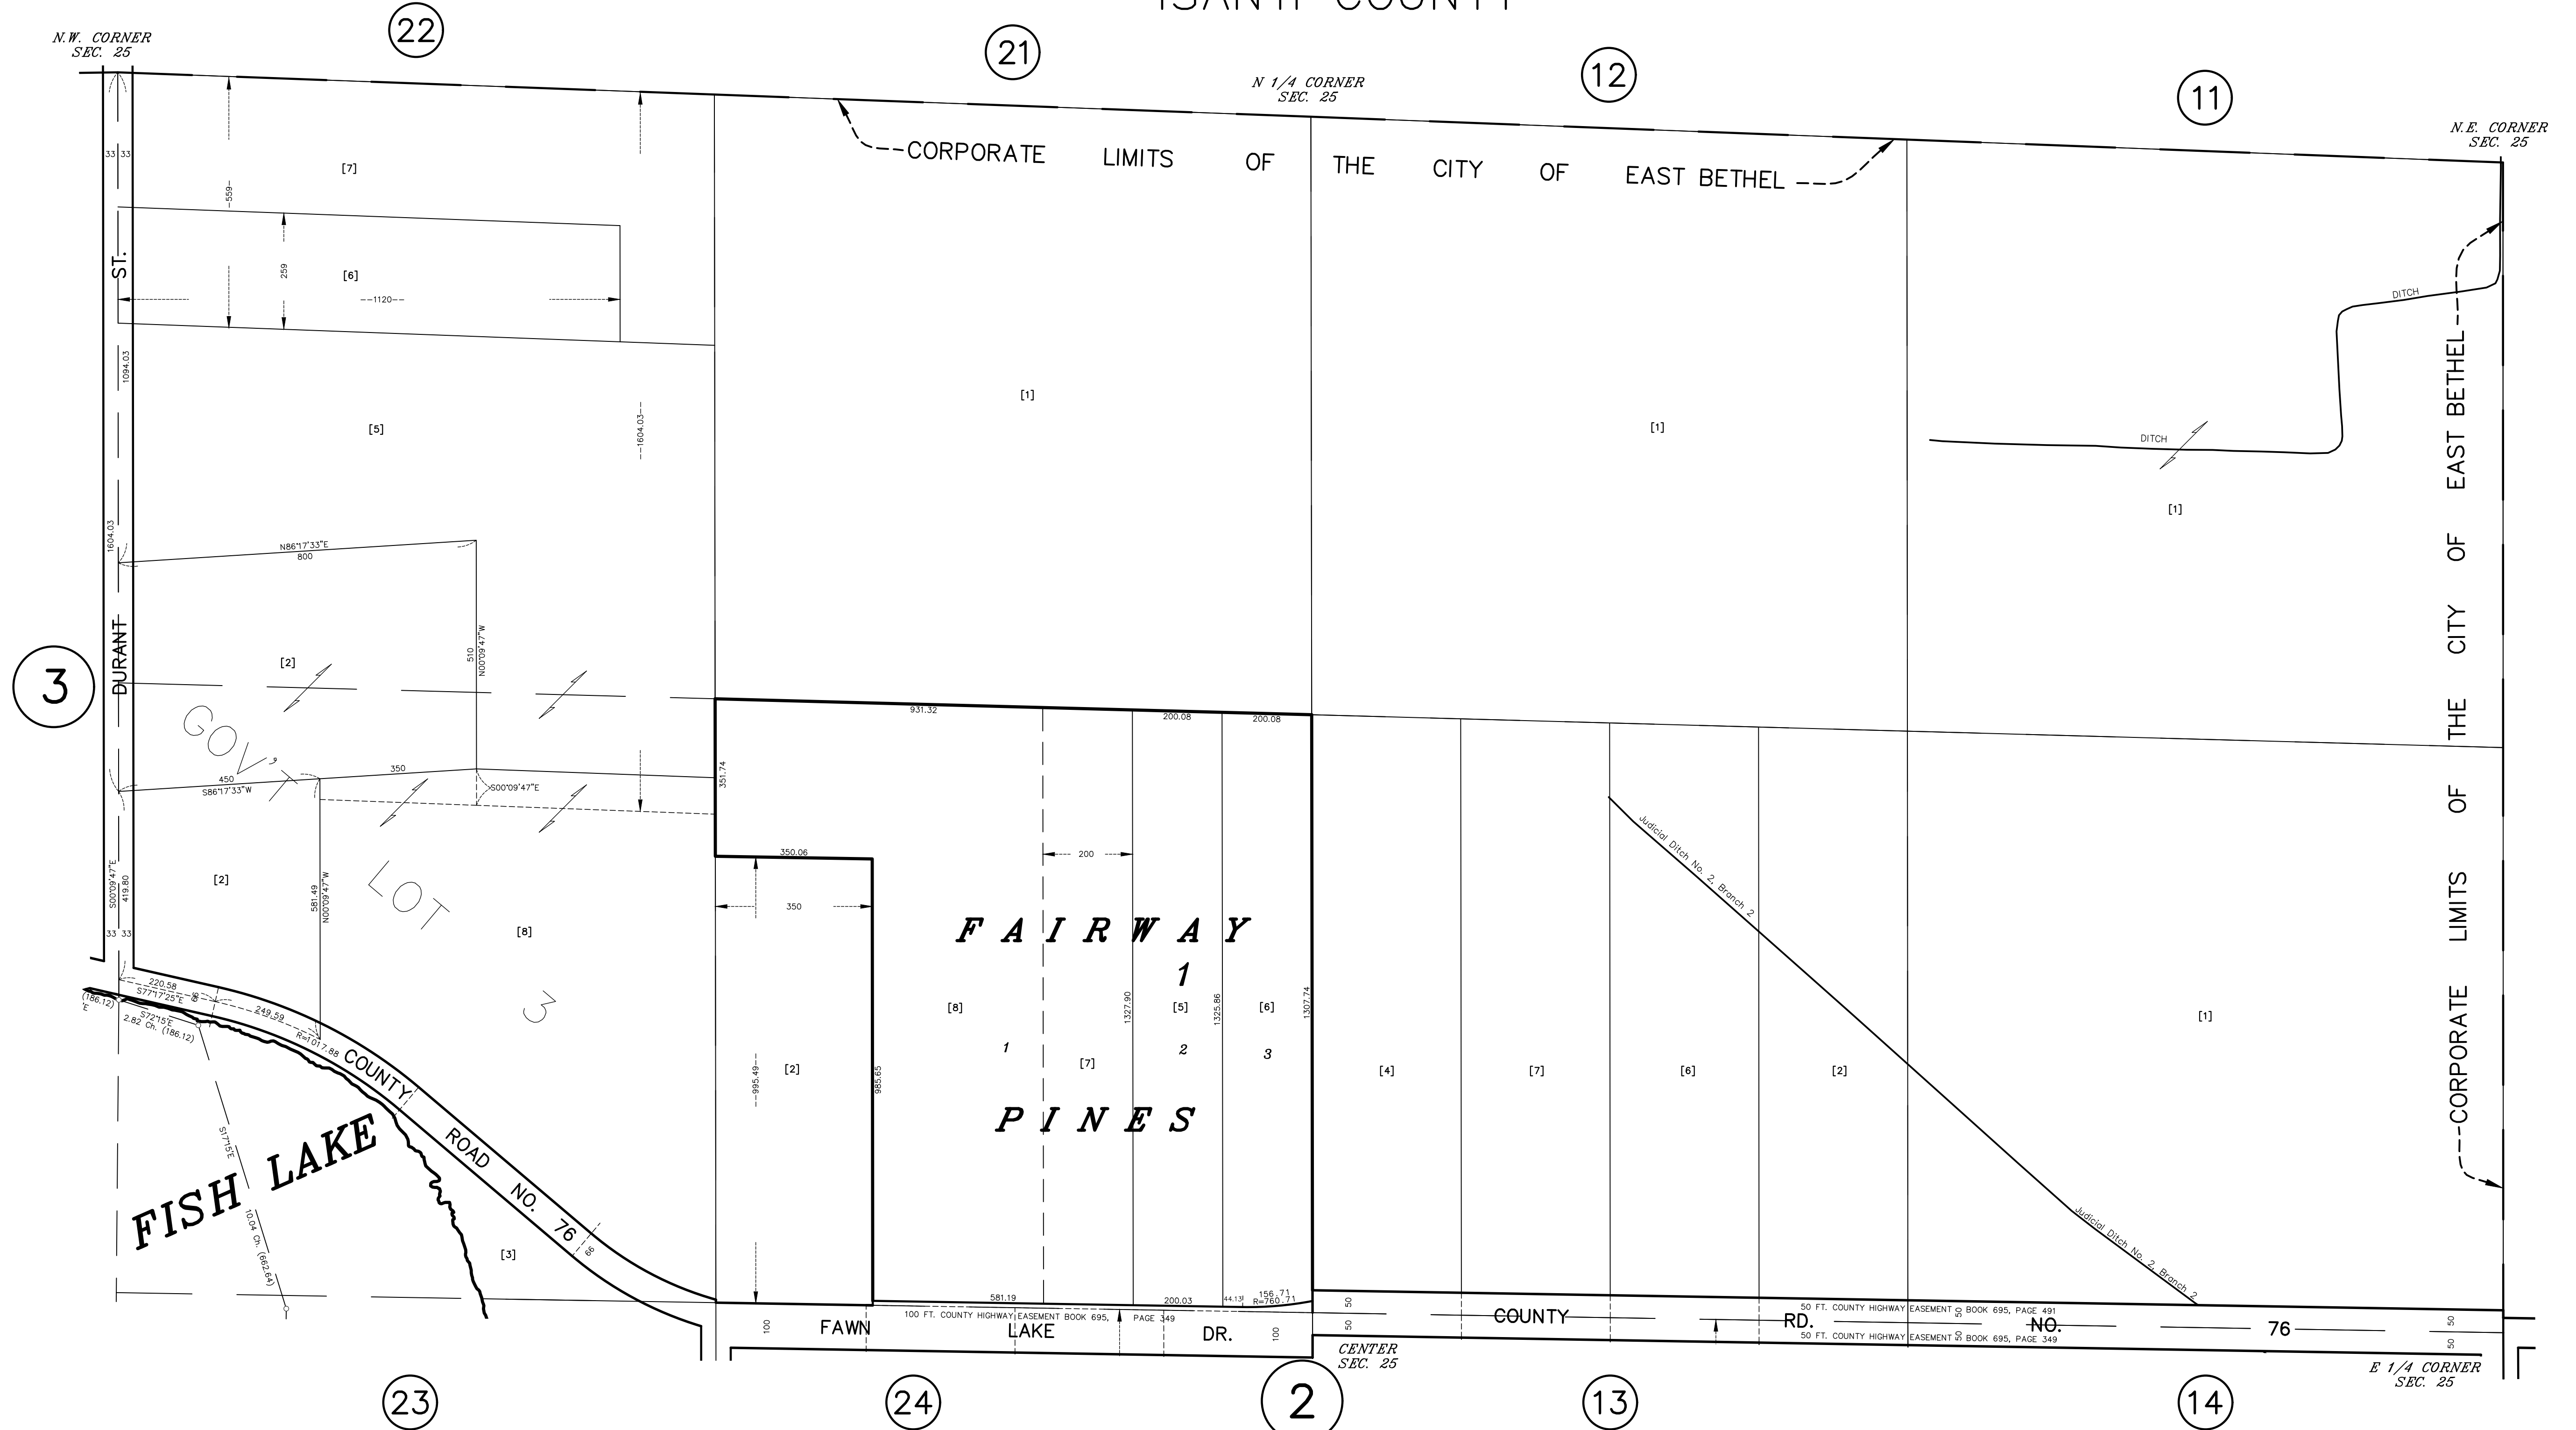 ISANTI COUNTY
22
21
12
11
N.W. CORNER
SEC. 25
N 1/4 CORNER
SEC. 25
N.E. CORNER
SEC. 25
CORPORATE LIMITS OF THE CITY OF EAST BETHEL
33 33
[7]
559
259
[6]
1120
ST.
1094.03
[5]
1604.03
[1]
[1]
DITCH
DITCH
[1]
CORPORATE LIMITS OF THE CITY OF EAST BETHEL
1604.03
N86°17'33"E
800
510
N00°09'47"W
DURANT
[2]
3
GOV'T
LOT
3
450
S86°17'33"W
350
S00°09'47"E
931.32
200.08
200.08
351.74
350.06
200
350
S00°09'47"E
419.80
[2]
581.49
N00°09'47"W
33 33
[8]
FAIRWAY
1
[8]
1
[7]
1327.90
[5]
2
1325.86
[6]
3
1307.74
PINES
[2]
995.49
985.65
Judicial Ditch No. 2, Branch 2
[4]
[7]
[6]
[2]
[1]
Judicial Ditch No. 2, Branch 2
220.58
S77°17'25"E
66
249.59
R=1017.88
(186.12)
'E
S72°15'E
2.82 Ch. (186.12)
S17°15'E
10.04 Ch. (662.64)
COUNTY ROAD NO. 76
66
FISH LAKE
[3]
581.19
200.03
44.13
156.71
R=760.71
100 FT. COUNTY HIGHWAY EASEMENT BOOK 695, PAGE 349
100
FAWN LAKE DR.
100
50
50
50 FT. COUNTY HIGHWAY EASEMENT BOOK 695, PAGE 491
COUNTY RD. NO. 76
50 FT. COUNTY HIGHWAY EASEMENT BOOK 695, PAGE 349
50
50
50
50
CENTER
SEC. 25
E 1/4 CORNER
SEC. 25
23
24
2
13
14